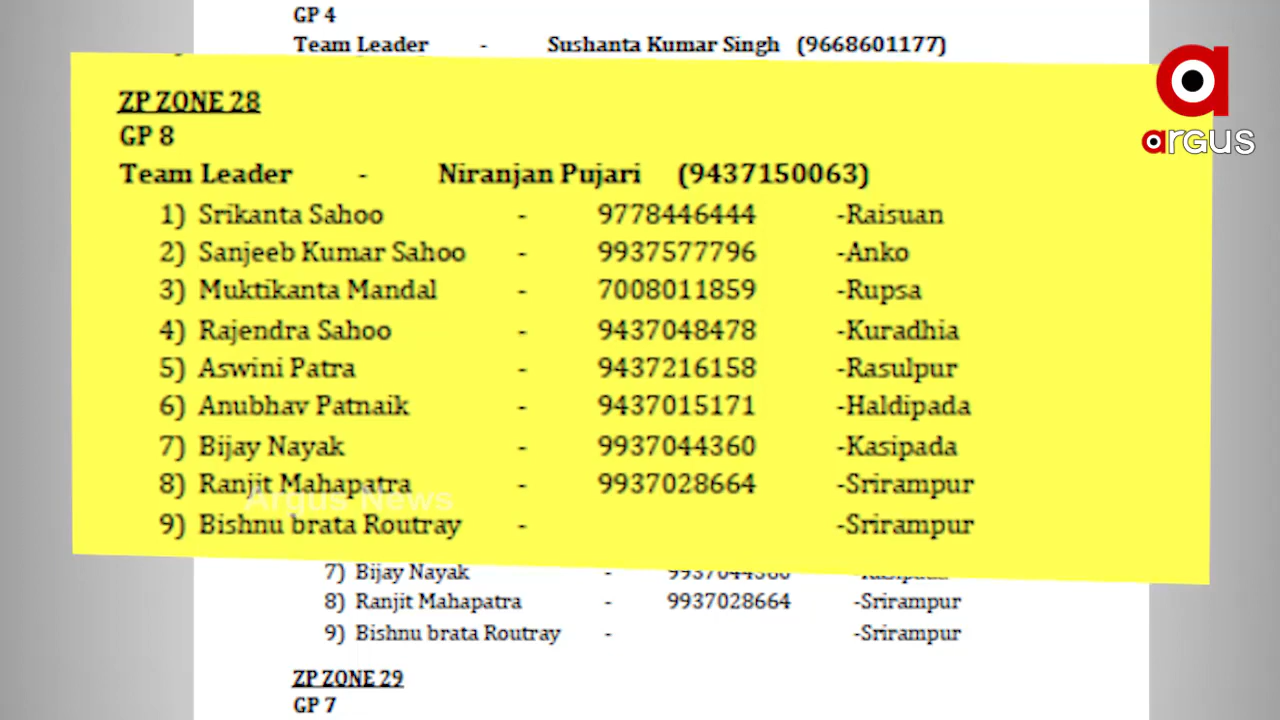 GP 4
Team Leader - Sushanta Kumar Singh (9668601177)
argus
ZP ZONE 28
GP 8
Team Leader - Niranjan Pujari (9437150063)
1) Srikanta Sahoo - 9778446444 -Raisuan
2) Sanjeeb Kumar Sahoo - 9937577796 -Anko
3) Muktikanta Mandal - 7008011859 -Rupsa
4) Rajendra Sahoo - 9437048478 -Kuradhia
5) Aswini Patra - 9437216158 -Rasulpur
6) Anubhav Patnaik - 9437015171 -Haldipada
7) Bijay Nayak - 9937044360 -Kasipada
8) Ranjit Mahapatra - 9937028664 -Srirampur
Argus News
9) Bishnu brata Routray - -Srirampur
7) Bijay Nayak - 9937044360 -Kasipada
8) Ranjit Mahapatra - 9937028664 -Srirampur
9) Bishnu brata Routray - -Srirampur
ZP ZONE 29
GP 7